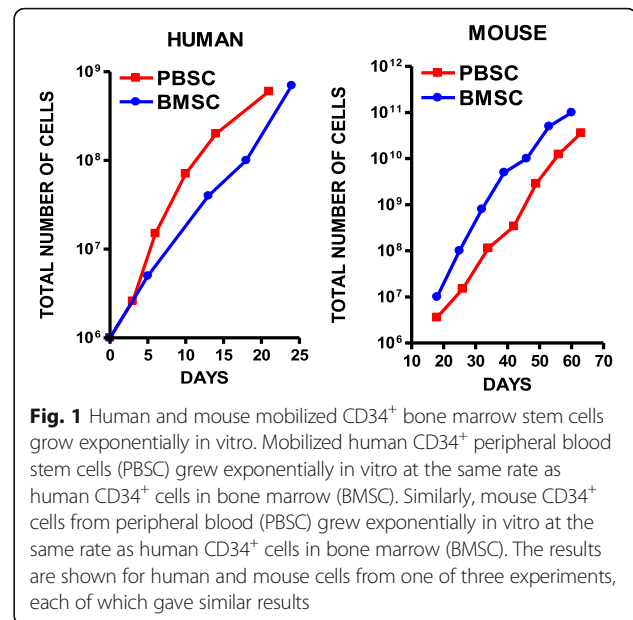 HUMAN
PBSC
BMSC
TOTAL NUMBER OF CELLS
10⁹
10⁸
10⁷
10⁶
0 5 10 15 20 25
DAYS
MOUSE
PBSC
BMSC
TOTAL NUMBER OF CELLS
10¹²
10¹¹
10¹⁰
10⁹
10⁸
10⁷
10⁶
10 20 30 40 50 60 70
DAYS
Fig. 1 Human and mouse mobilized CD34⁺ bone marrow stem cells
grow exponentially in vitro. Mobilized human CD34⁺ peripheral blood
stem cells (PBSC) grew exponentially in vitro at the same rate as
human CD34⁺ cells in bone marrow (BMSC). Similarly, mouse CD34⁺
cells from peripheral blood (PBSC) grew exponentially in vitro at the
same rate as human CD34⁺ cells in bone marrow (BMSC). The results
are shown for human and mouse cells from one of three experiments,
each of which gave similar results